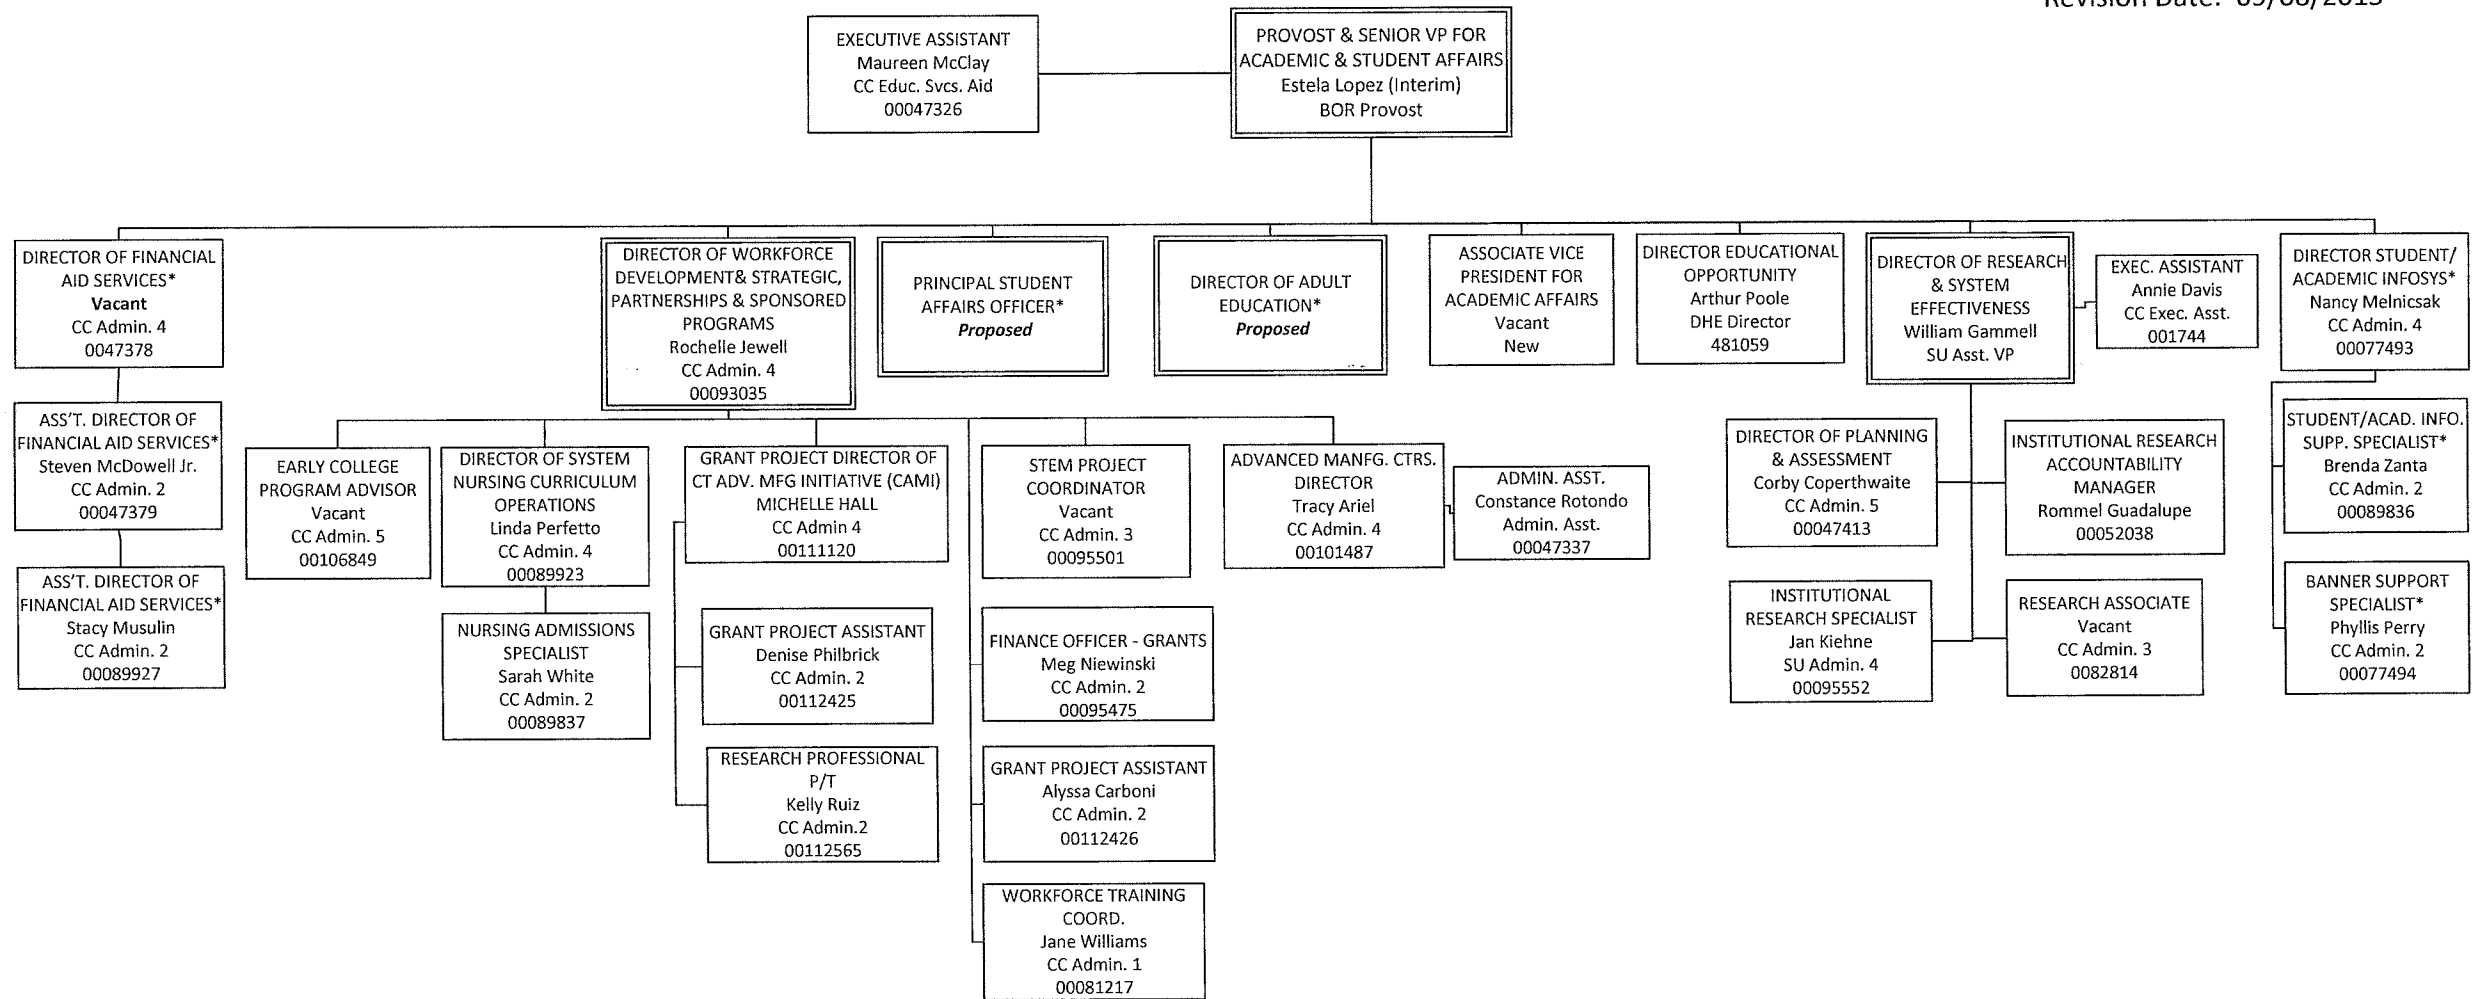 Revision Date: 09/08/2015
EXECUTIVE ASSISTANT
Maureen McClay
CC Educ. Svcs. Aid
00047326
PROVOST & SENIOR VP FOR
ACADEMIC & STUDENT AFFAIRS
Estela Lopez (Interim)
BOR Provost
DIRECTOR OF FINANCIAL
AID SERVICES*
Vacant
CC Admin. 4
0047378
DIRECTOR OF WORKFORCE
DEVELOPMENT& STRATEGIC,
PARTNERSHIPS & SPONSORED
PROGRAMS
Rochelle Jewell
CC Admin. 4
00093035
PRINCIPAL STUDENT
AFFAIRS OFFICER*
Proposed
DIRECTOR OF ADULT
EDUCATION*
Proposed
ASSOCIATE VICE
PRESIDENT FOR
ACADEMIC AFFAIRS
Vacant
New
DIRECTOR EDUCATIONAL
OPPORTUNITY
Arthur Poole
DHE Director
481059
DIRECTOR OF RESEARCH
& SYSTEM
EFFECTIVENESS
William Gammell
SU Asst. VP
EXEC. ASSISTANT
Annie Davis
CC Exec. Asst.
001744
DIRECTOR STUDENT/
ACADEMIC INFOSYS*
Nancy Melnicsak
CC Admin. 4
00077493
ASS'T. DIRECTOR OF
FINANCIAL AID SERVICES*
Steven McDowell Jr.
CC Admin. 2
00047379
EARLY COLLEGE
PROGRAM ADVISOR
Vacant
CC Admin. 5
00106849
DIRECTOR OF SYSTEM
NURSING CURRICULUM
OPERATIONS
Linda Perfetto
CC Admin. 4
00089923
GRANT PROJECT DIRECTOR OF
CT ADV. MFG INITIATIVE (CAMI)
MICHELLE HALL
CC Admin 4
00111120
STEM PROJECT
COORDINATOR
Vacant
CC Admin. 3
00095501
ADVANCED MANFG. CTRS.
DIRECTOR
Tracy Ariel
CC Admin. 4
00101487
ADMIN. ASST.
Constance Rotondo
Admin. Asst.
00047337
DIRECTOR OF PLANNING
& ASSESSMENT
Corby Coperthwaite
CC Admin. 5
00047413
INSTITUTIONAL RESEARCH
ACCOUNTABILITY
MANAGER
Rommel Guadalupe
00052038
STUDENT/ACAD. INFO.
SUPP. SPECIALIST*
Brenda Zanta
CC Admin. 2
00089836
ASS'T. DIRECTOR OF
FINANCIAL AID SERVICES*
Stacy Musulin
CC Admin. 2
00089927
NURSING ADMISSIONS
SPECIALIST
Sarah White
CC Admin. 2
00089837
GRANT PROJECT ASSISTANT
Denise Philbrick
CC Admin. 2
00112425
FINANCE OFFICER - GRANTS
Meg Niewinski
CC Admin. 2
00095475
INSTITUTIONAL
RESEARCH SPECIALIST
Jan Kiehne
SU Admin. 4
00095552
RESEARCH ASSOCIATE
Vacant
CC Admin. 3
0082814
BANNER SUPPORT
SPECIALIST*
Phyllis Perry
CC Admin. 2
00077494
RESEARCH PROFESSIONAL
P/T
Kelly Ruiz
CC Admin.2
00112565
GRANT PROJECT ASSISTANT
Alyssa Carboni
CC Admin. 2
00112426
WORKFORCE TRAINING
COORD.
Jane Williams
CC Admin. 1
00081217